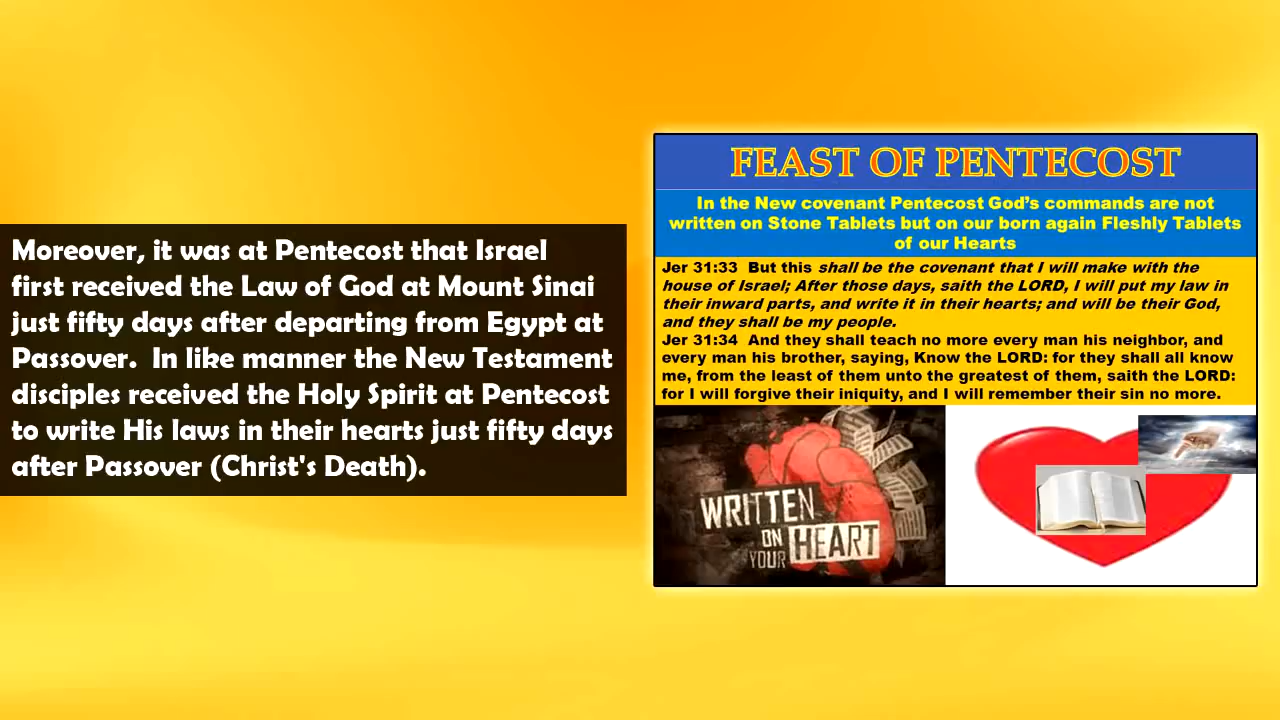 Moreover, it was at Pentecost that Israel
first received the Law of God at Mount Sinai
just fifty days after departing from Egypt at
Passover.  In like manner the New Testament
disciples received the Holy Spirit at Pentecost
to write His laws in their hearts just fifty days
after Passover (Christ's Death).
FEAST OF PENTECOST
In the New covenant Pentecost God's commands are not
written on Stone Tablets but on our born again Fleshly Tablets
of our Hearts
Jer 31:33  But this shall be the covenant that I will make with the
house of Israel; After those days, saith the LORD, I will put my law in
their inward parts, and write it in their hearts; and will be their God,
and they shall be my people.
Jer 31:34  And they shall teach no more every man his neighbor, and
every man his brother, saying, Know the LORD: for they shall all know
me, from the least of them unto the greatest of them, saith the LORD:
for I will forgive their iniquity, and I will remember their sin no more.
WRITTEN
ON
YOUR HEART